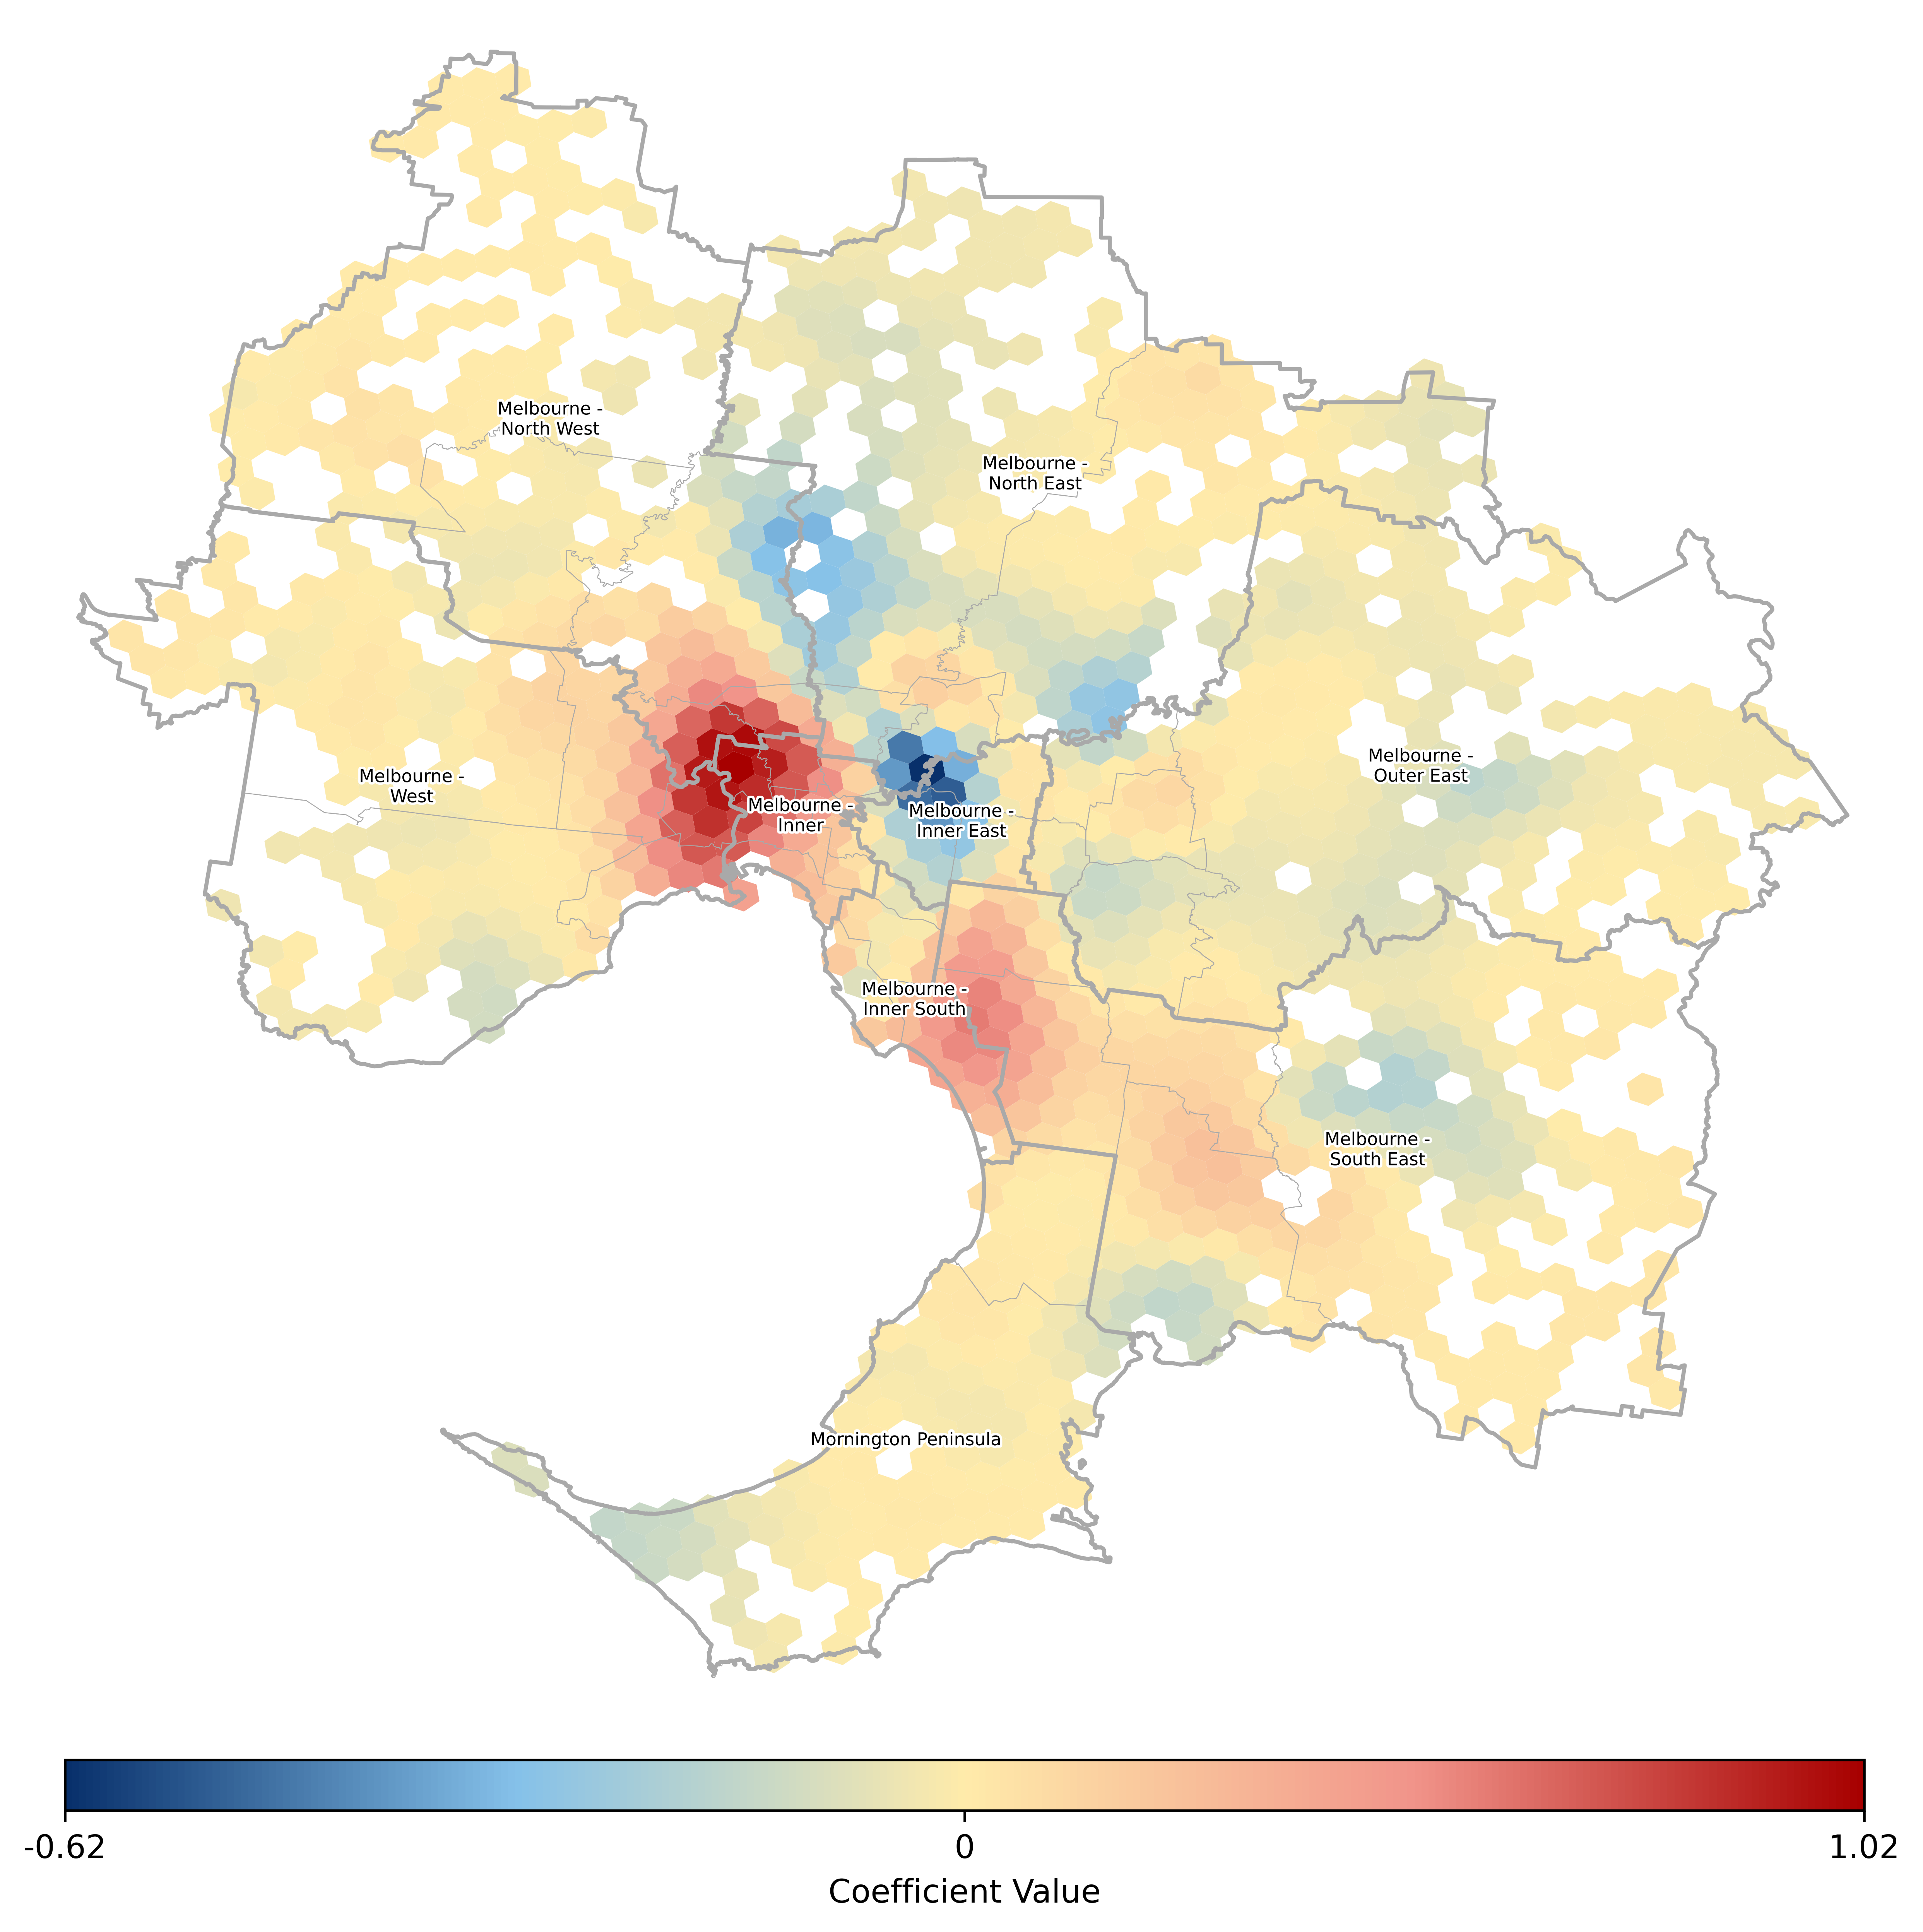 Melbourne -
North West
Melbourne -
North East
Melbourne -
Outer East
Melbourne -
West
Melbourne -
Inner
Melbourne -
Inner East
Melbourne -
Inner South
Melbourne -
South East
Mornington Peninsula
-0.62
0
1.02
Coefficient Value